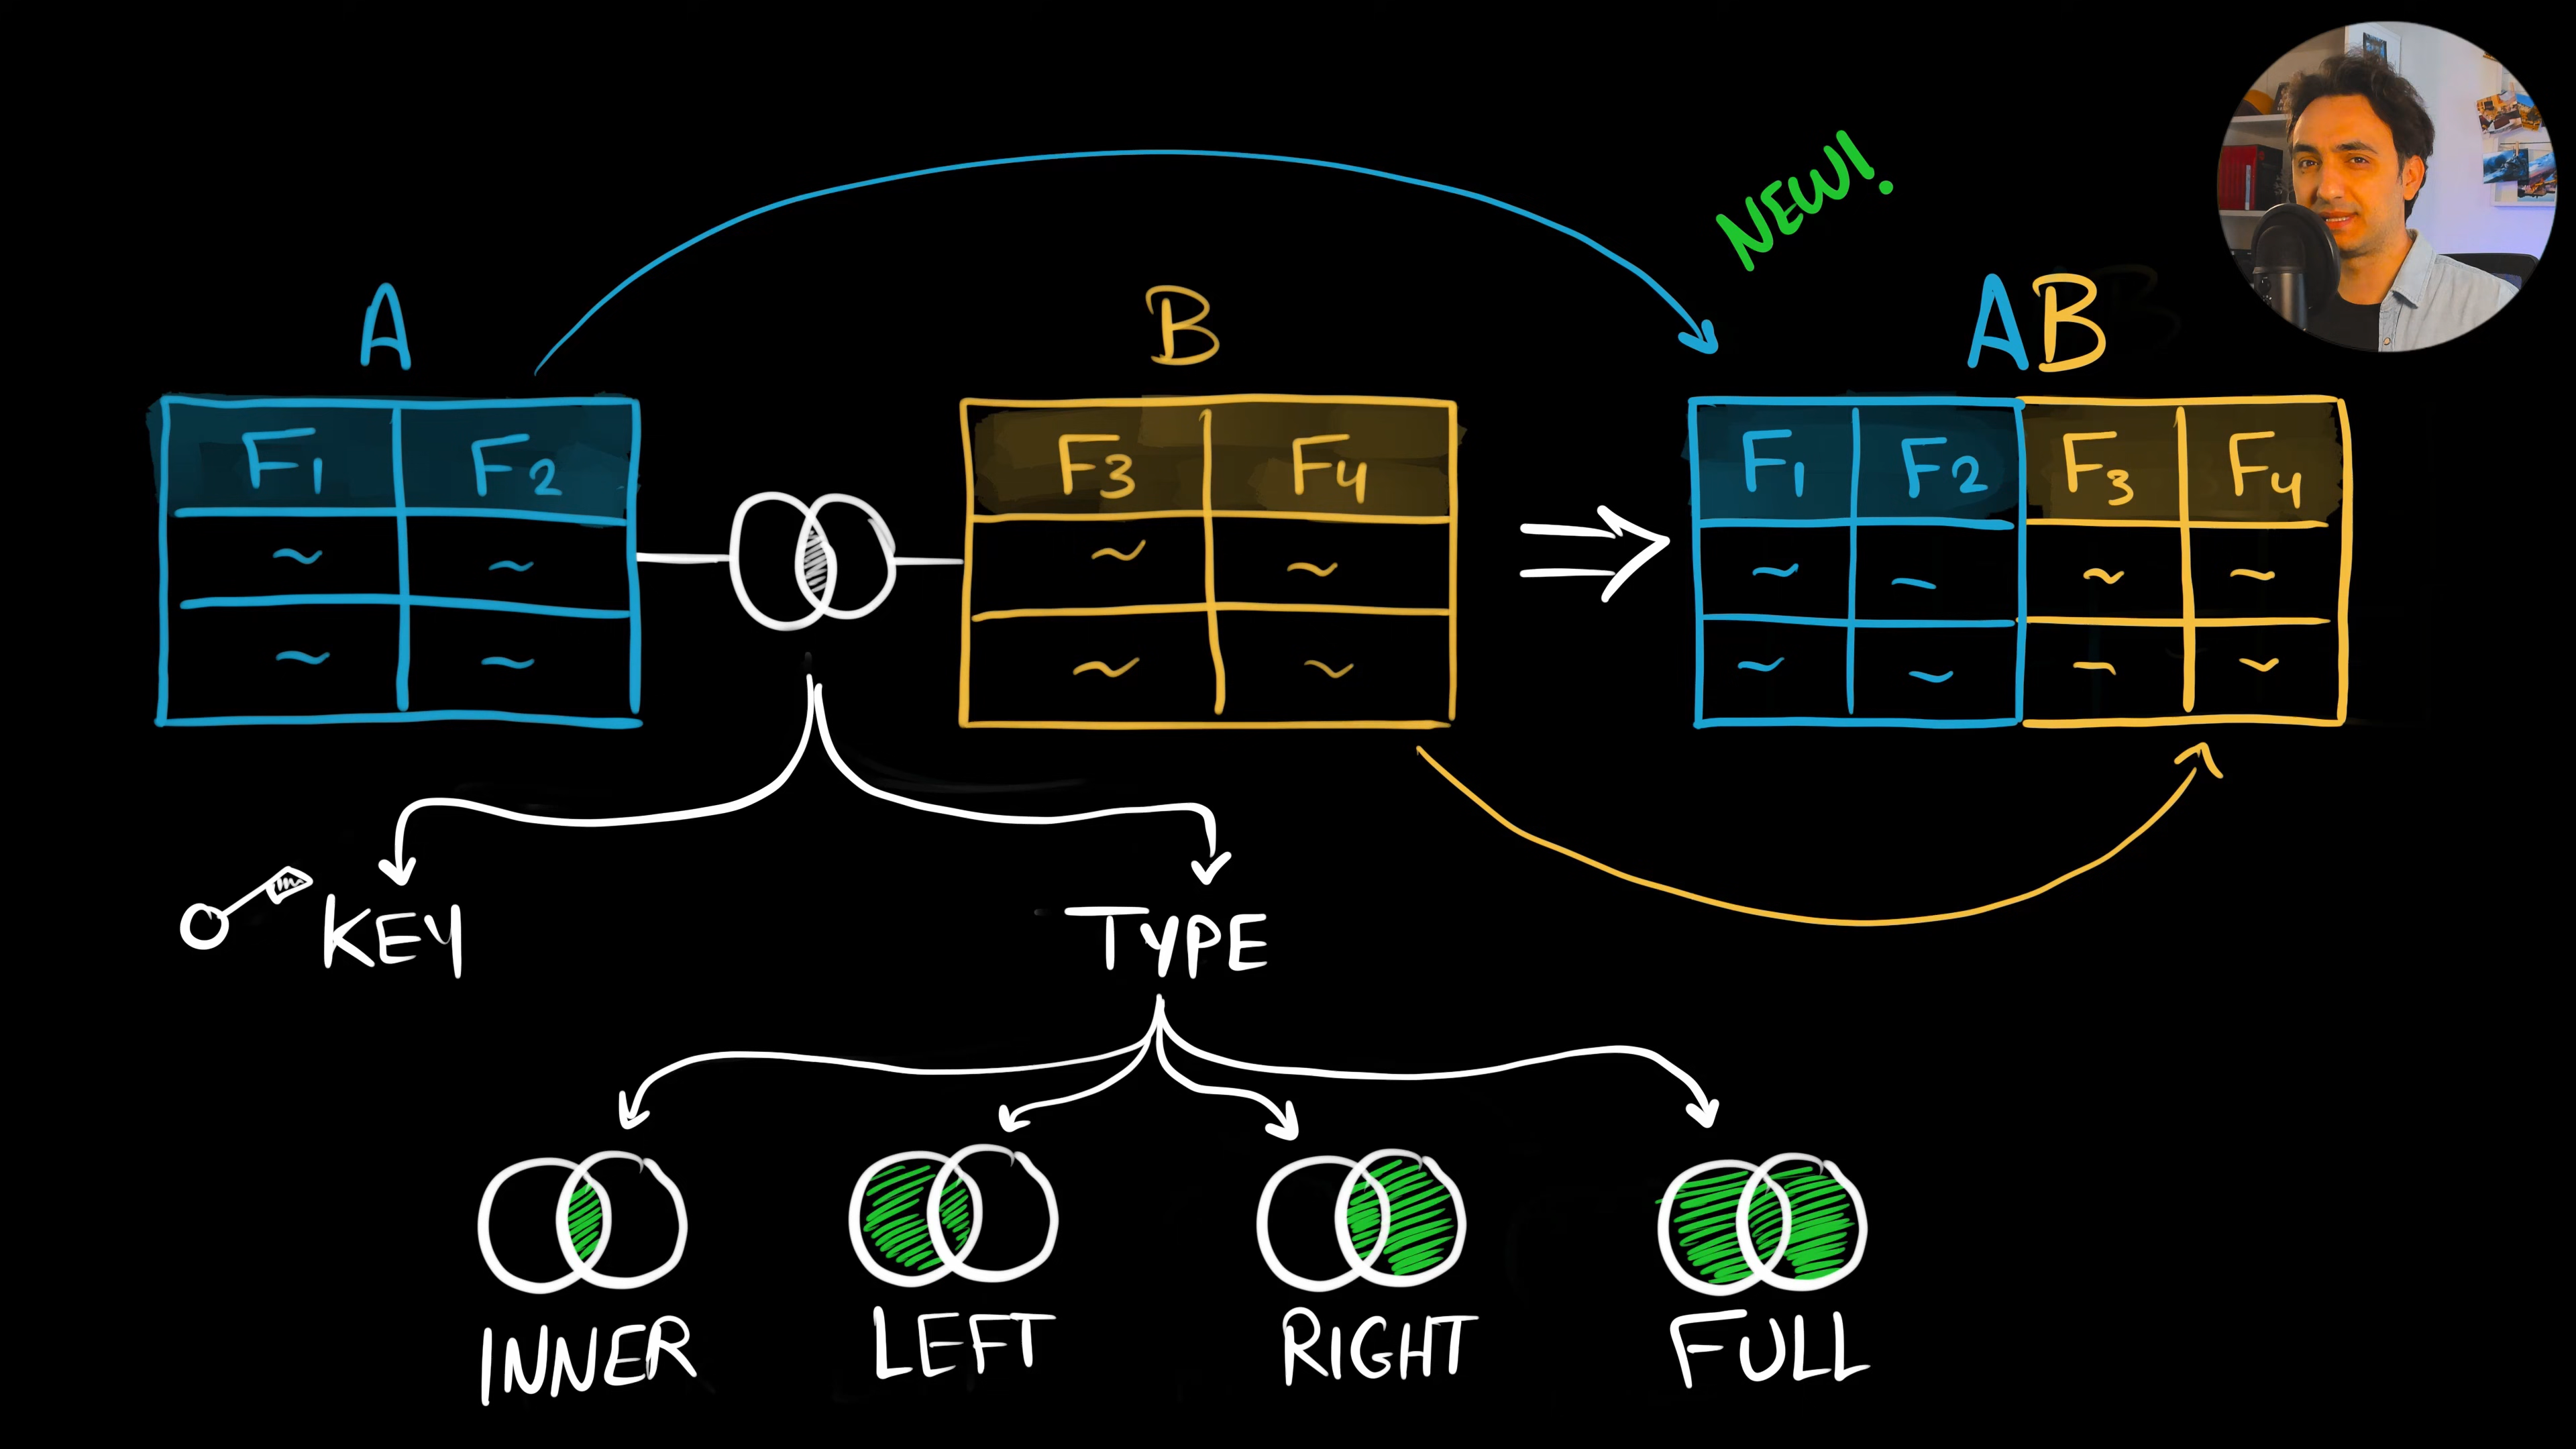 NEW!
A
B
AB
F1 F2
F3 F4
F1 F2 F3 F4
KEY
TYPE
INNER
LEFT
RIGHT
FULL